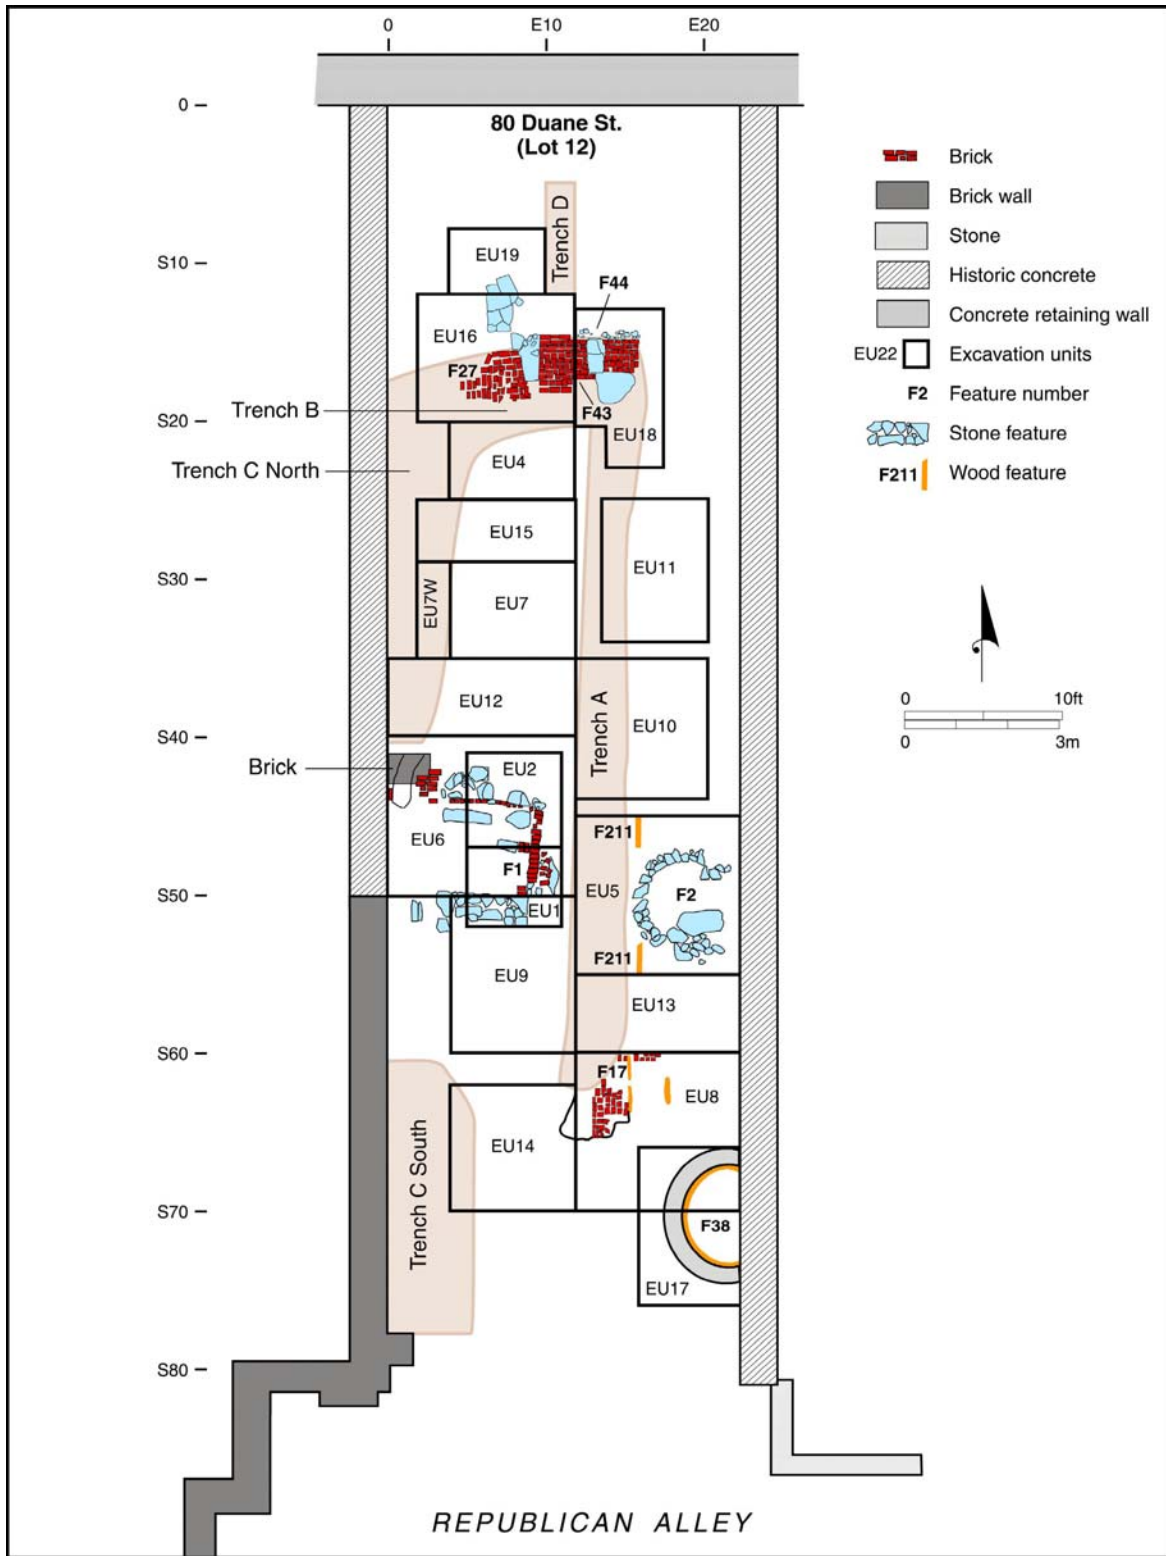 0 E10 E20
0
80 Duane St.
(Lot 12)
Brick
Brick wall
Stone
Historic concrete
Concrete retaining wall
EU22 Excavation units
F2 Feature number
Stone feature
F211 Wood feature
Trench D
S10
EU19
F44
EU16
F27
Trench B
F43
S20
EU18
EU4
Trench C North
EU15
EU11
S30
EU7W
EU7
EU12
Trench A
EU10
0 10ft
0 3m
S40
Brick
EU2
F211
EU6
F1
EU5
F2
S50
EU1
F211
EU9
EU13
S60
F17
EU8
Trench C South
EU14
S70
F38
EU17
S80
REPUBLICAN ALLEY